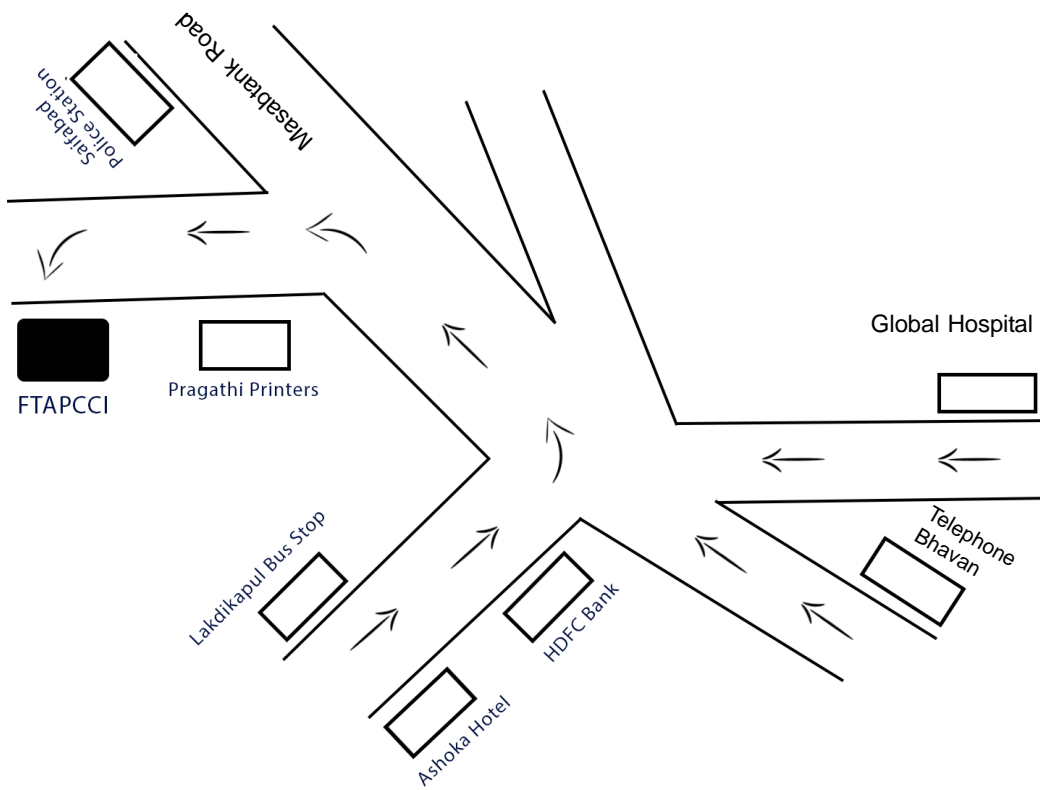 Masabtank Road
Saifabad
Police Station
Global Hospital
Pragathi Printers
FTAPCCI
Telephone
Bhavan
Lakdikapul Bus Stop
HDFC Bank
Ashoka Hotel